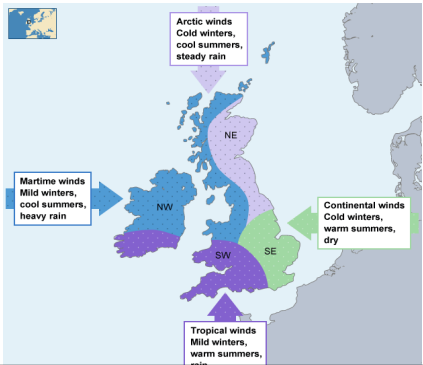 Arctic winds
Cold winters,
cool summers,
steady rain
NE
Martime winds
Mild winters,
cool summers,
heavy rain
NW
Continental winds
Cold winters,
warm summers,
dry
SW
SE
Tropical winds
Mild winters,
warm summers,
rain